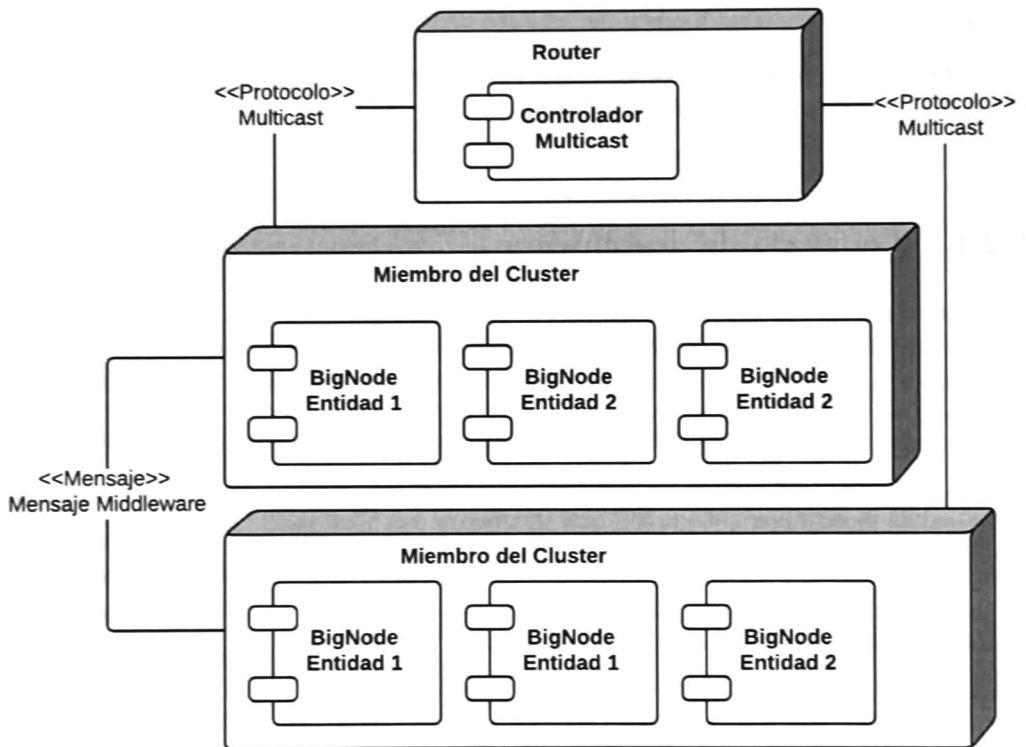 Router
<<Protocolo>>
Multicast
Controlador
Multicast
<<Protocolo>>
Multicast
Miembro del Cluster
BigNode
Entidad 1
BigNode
Entidad 2
BigNode
Entidad 2
<<Mensaje>>
Mensaje Middleware
Miembro del Cluster
BigNode
Entidad 1
BigNode
Entidad 1
BigNode
Entidad 2